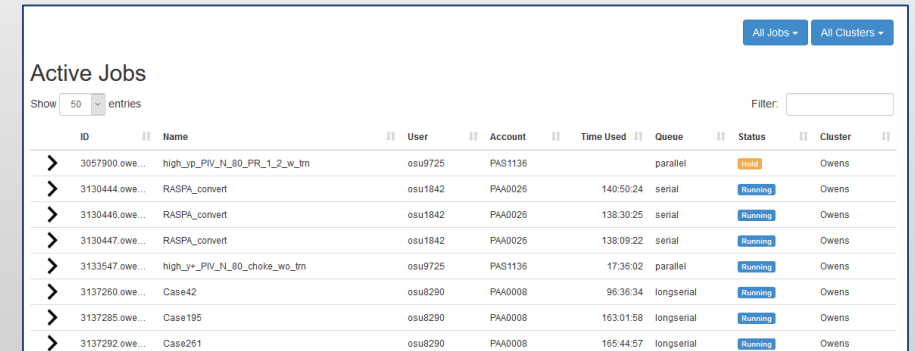 All Jobs All Clusters
Active Jobs
Show 50 entries Filter:
ID Name User Account Time Used Queue Status Cluster
3057900.owe... high_yp_PIV_N_80_PR_1_2_w_trn osu9725 PAS1136 parallel Hold Owens
3130444.owe... RASPA_convert osu1842 PAA0026 140:50:24 serial Running Owens
3130446.owe... RASPA_convert osu1842 PAA0026 138:30:25 serial Running Owens
3130447.owe... RASPA_convert osu1842 PAA0026 138:09:22 serial Running Owens
3133547.owe... high_y+_PIV_N_80_choke_wo_trn osu9725 PAS1136 17:36:02 parallel Running Owens
3137260.owe... Case42 osu8290 PAA0008 96:36:34 longserial Running Owens
3137285.owe... Case195 osu8290 PAA0008 163:01:58 longserial Running Owens
3137292.owe... Case261 osu8290 PAA0008 165:44:57 longserial Running Owens